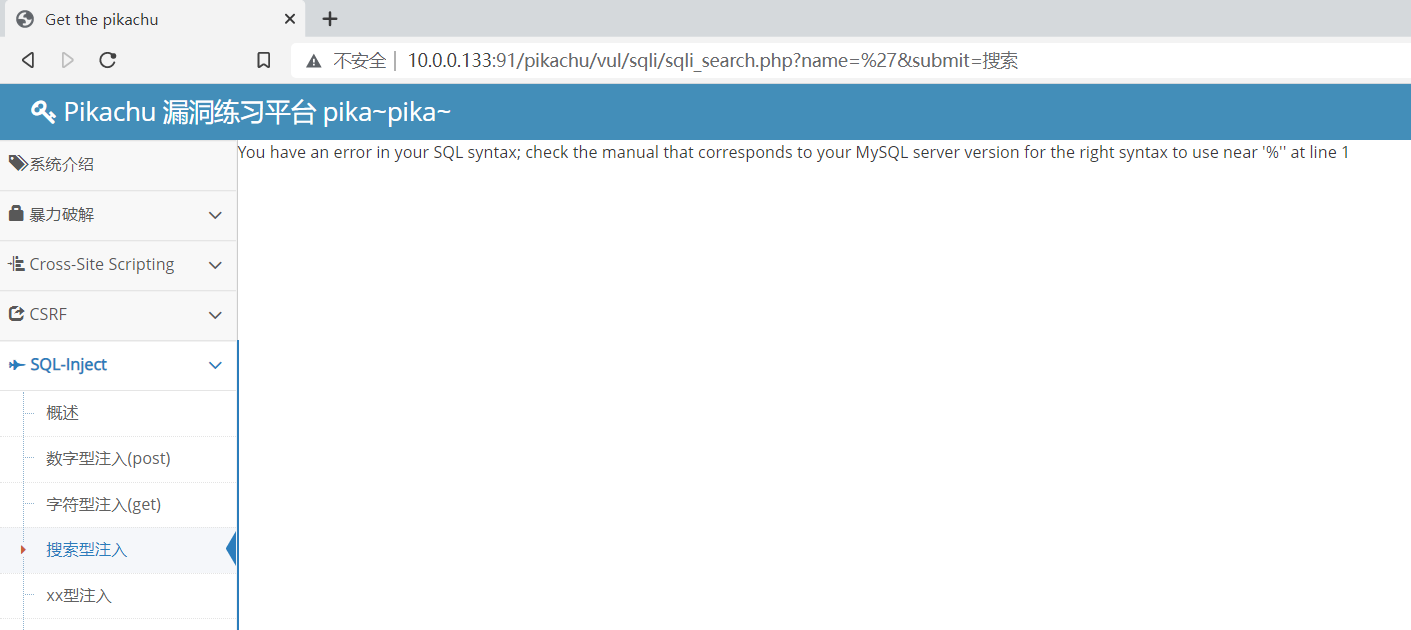 Get the pikachu
不安全 | 10.0.0.133:91/pikachu/vul/sqli/sqli_search.php?name=%27&submit=搜索
Pikachu 漏洞练习平台 pika~pika~
系统介绍
You have an error in your SQL syntax; check the manual that corresponds to your MySQL server version for the right syntax to use near '%'' at line 1
暴力破解
Cross-Site Scripting
CSRF
SQL-Inject
概述
数字型注入(post)
字符型注入(get)
搜索型注入
xx型注入